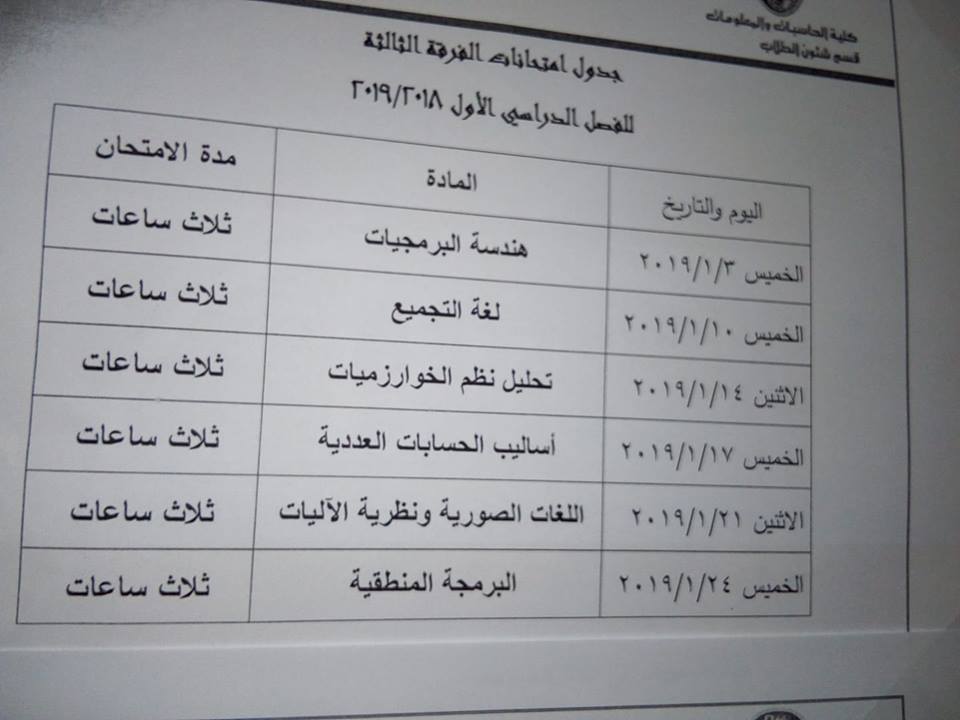 كلية الحاسبات والمعلومات
قسم شئون الطلاب
جدول امتحانات الفرقة الثالثة
للفصل الدراسي الأول ٢٠١٩/٢٠١٨
اليوم والتاريخ المادة مدة الامتحان
الخميس ٢٠١٩/١/٣ هندسة البرمجيات ثلاث ساعات
الخميس ٢٠١٩/١/١٠ لغة التجميع ثلاث ساعات
الاثنين ٢٠١٩/١/١٤ تحليل نظم الخوارزميات ثلاث ساعات
الخميس ٢٠١٩/١/١٧ أساليب الحسابات العددية ثلاث ساعات
الاثنين ٢٠١٩/١/٢١ اللغات الصورية ونظرية الآليات ثلاث ساعات
الخميس ٢٠١٩/١/٢٤ البرمجة المنطقية ثلاث ساعات